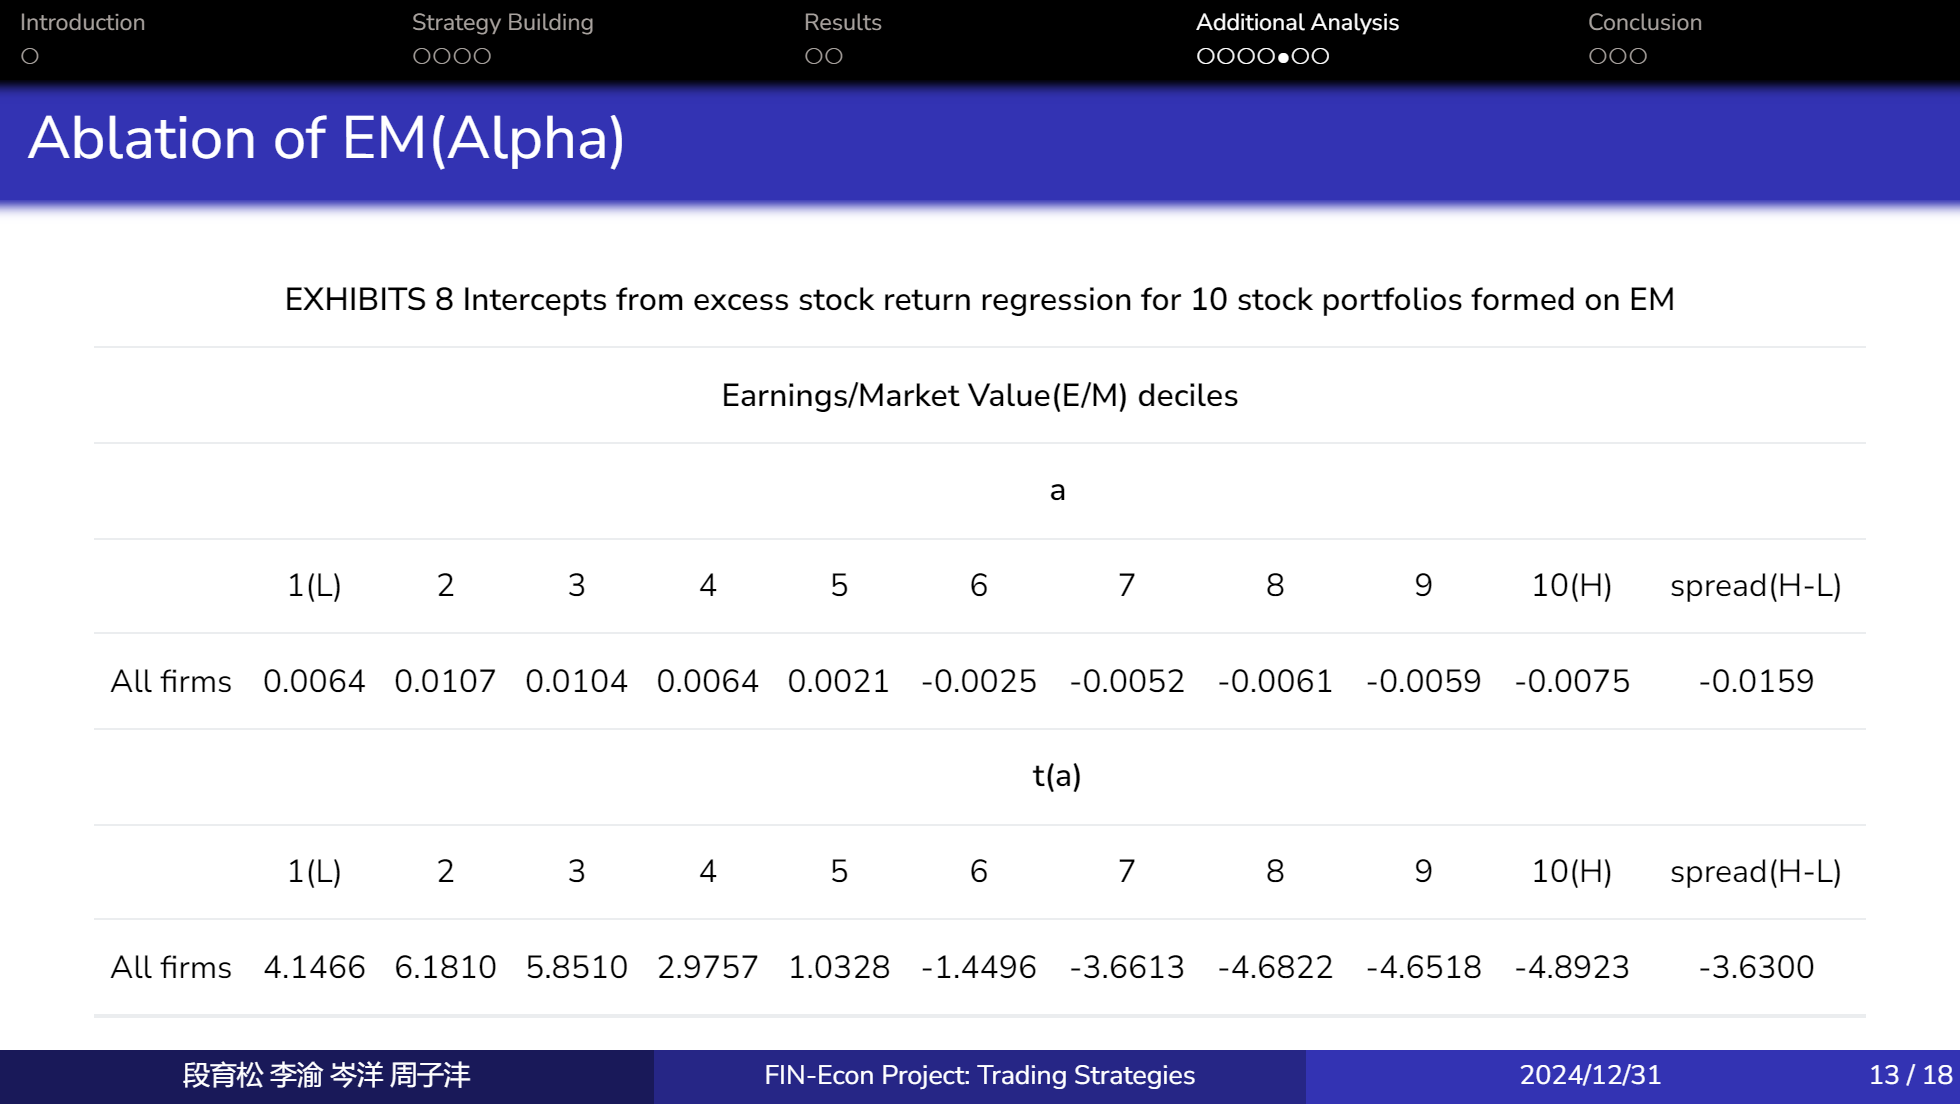 Introduction
Strategy Building
Results
Additional Analysis
Conclusion
Ablation of EM(Alpha)
EXHIBITS 8 Intercepts from excess stock return regression for 10 stock portfolios formed on EM
Earnings/Market Value(E/M) deciles
a
1(L) 2 3 4 5 6 7 8 9 10(H) spread(H-L)
All firms 0.0064 0.0107 0.0104 0.0064 0.0021 -0.0025 -0.0052 -0.0061 -0.0059 -0.0075 -0.0159
t(a)
1(L) 2 3 4 5 6 7 8 9 10(H) spread(H-L)
All firms 4.1466 6.1810 5.8510 2.9757 1.0328 -1.4496 -3.6613 -4.6822 -4.6518 -4.8923 -3.6300
段育松 李渝 岑洋 周子沣
FIN-Econ Project: Trading Strategies
2024/12/31
13 / 18